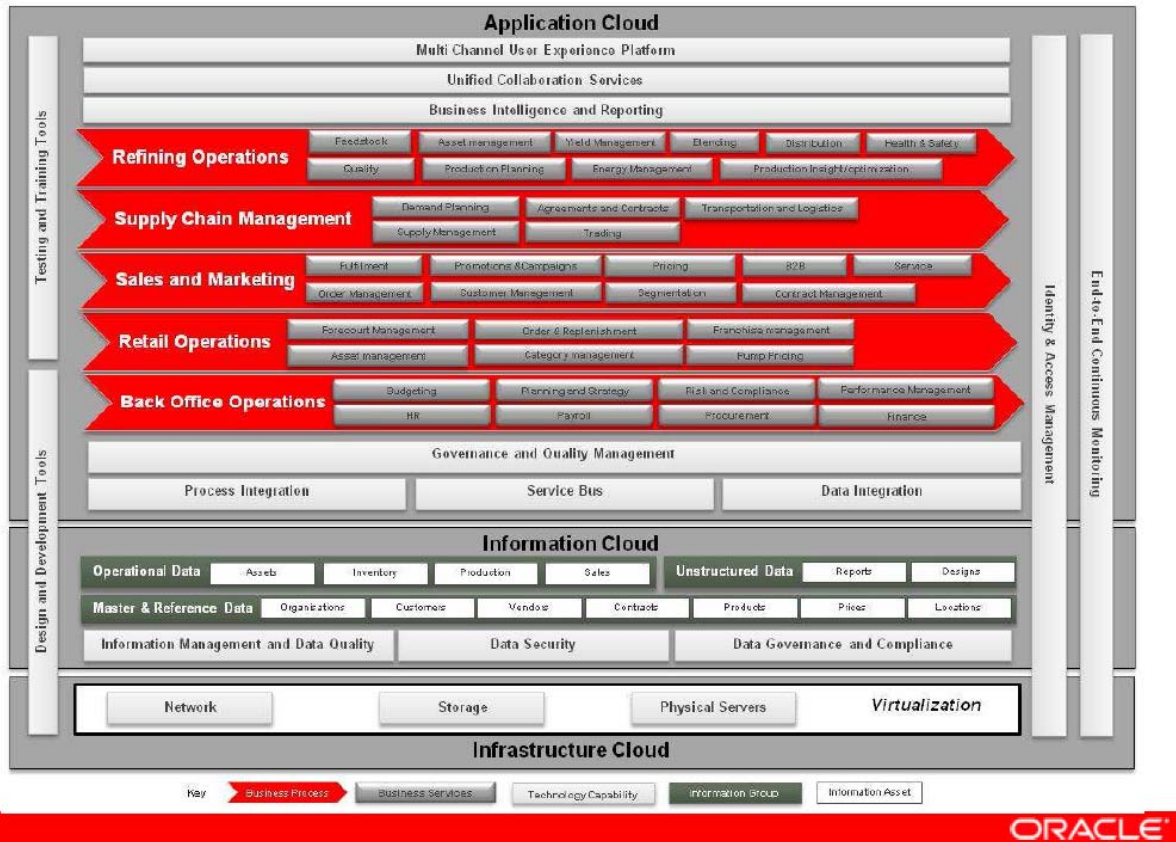 Application Cloud
Multi Channel User Experience Platform
Unified Collaboration Services
Business Intelligence and Reporting
Testing and Training Tools
Refining Operations
Feedstock
Asset management
Yield Management
Blending
Distribution
Health & Safety
Quality
Production Planning
Energy Management
Production Insight/optimization
Supply Chain Management
Demand Planning
Agreements and Contracts
Transportation and Logistics
Supply Management
Trading
Sales and Marketing
Fulfilment
Promotions &Campaigns
Pricing
B2B
Service
Order Management
Customer Management
Segmentation
Contract Management
Retail Operations
Forecourt Management
Order & Replenishment
Franchise management
Asset management
Category management
Pump Pricing
Back Office Operations
Budgeting
Planning and Strategy
Risk and Compliance
Performance Management
HR
Payroll
Procurement
Finance
Governance and Quality Management
Process Integration
Service Bus
Data Integration
Identity & Access Management
End-to-End Continuous Monitoring
Design and Development Tools
Information Cloud
Operational Data
Assets
Inventory
Production
Sales
Unstructured Data
Reports
Designs
Master & Reference Data
Organisations
Customers
Vendors
Contracts
Products
Prices
Locations
Information Management and Data Quality
Data Security
Data Governance and Compliance
Network
Storage
Physical Servers
Virtualization
Infrastructure Cloud
Key
Business Process
Business Services
Technology Capability
Information Group
Information Asset
ORACLE